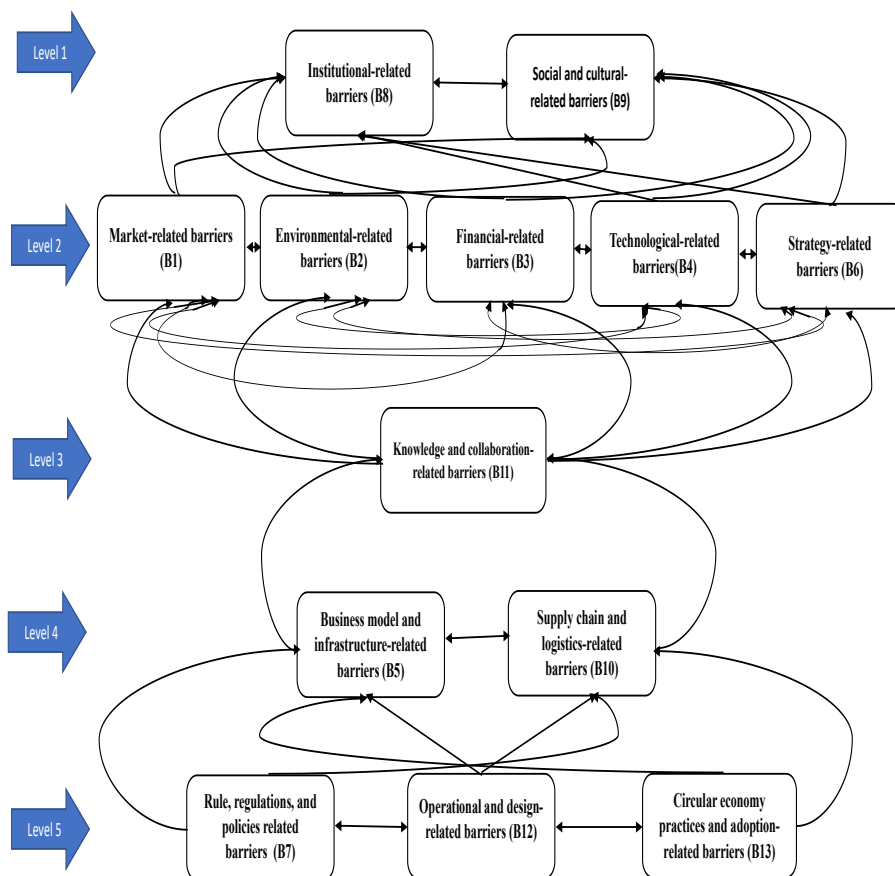 Level 1
Institutional-related
barriers (B8)
Social and cultural-
related barriers (B9)
Level 2
Market-related barriers
(B1)
Environmental-related
barriers (B2)
Financial-related
barriers (B3)
Technological-related
barriers(B4)
Strategy-related
barriers (B6)
Level 3
Knowledge and collaboration-
related barriers (B11)
Level 4
Business model and
infrastructure-related
barriers (B5)
Supply chain and
logistics-related
barriers (B10)
Level 5
Rule, regulations, and
policies related
barriers (B7)
Operational and design-
related barriers (B12)
Circular economy
practices and adoption-
related barriers (B13)